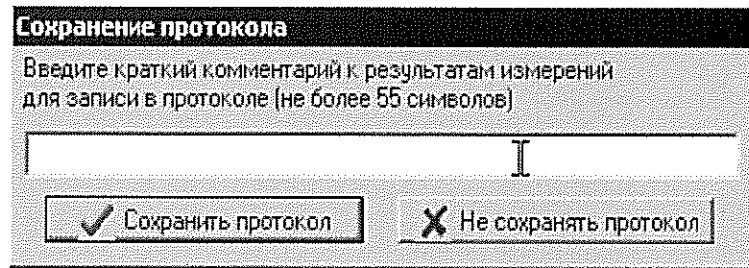 Сохранение протокола
Введите краткий комментарий к результатам измерений
для записи в протоколе (не более 55 символов)
Сохранить протокол
Не сохранять протокол